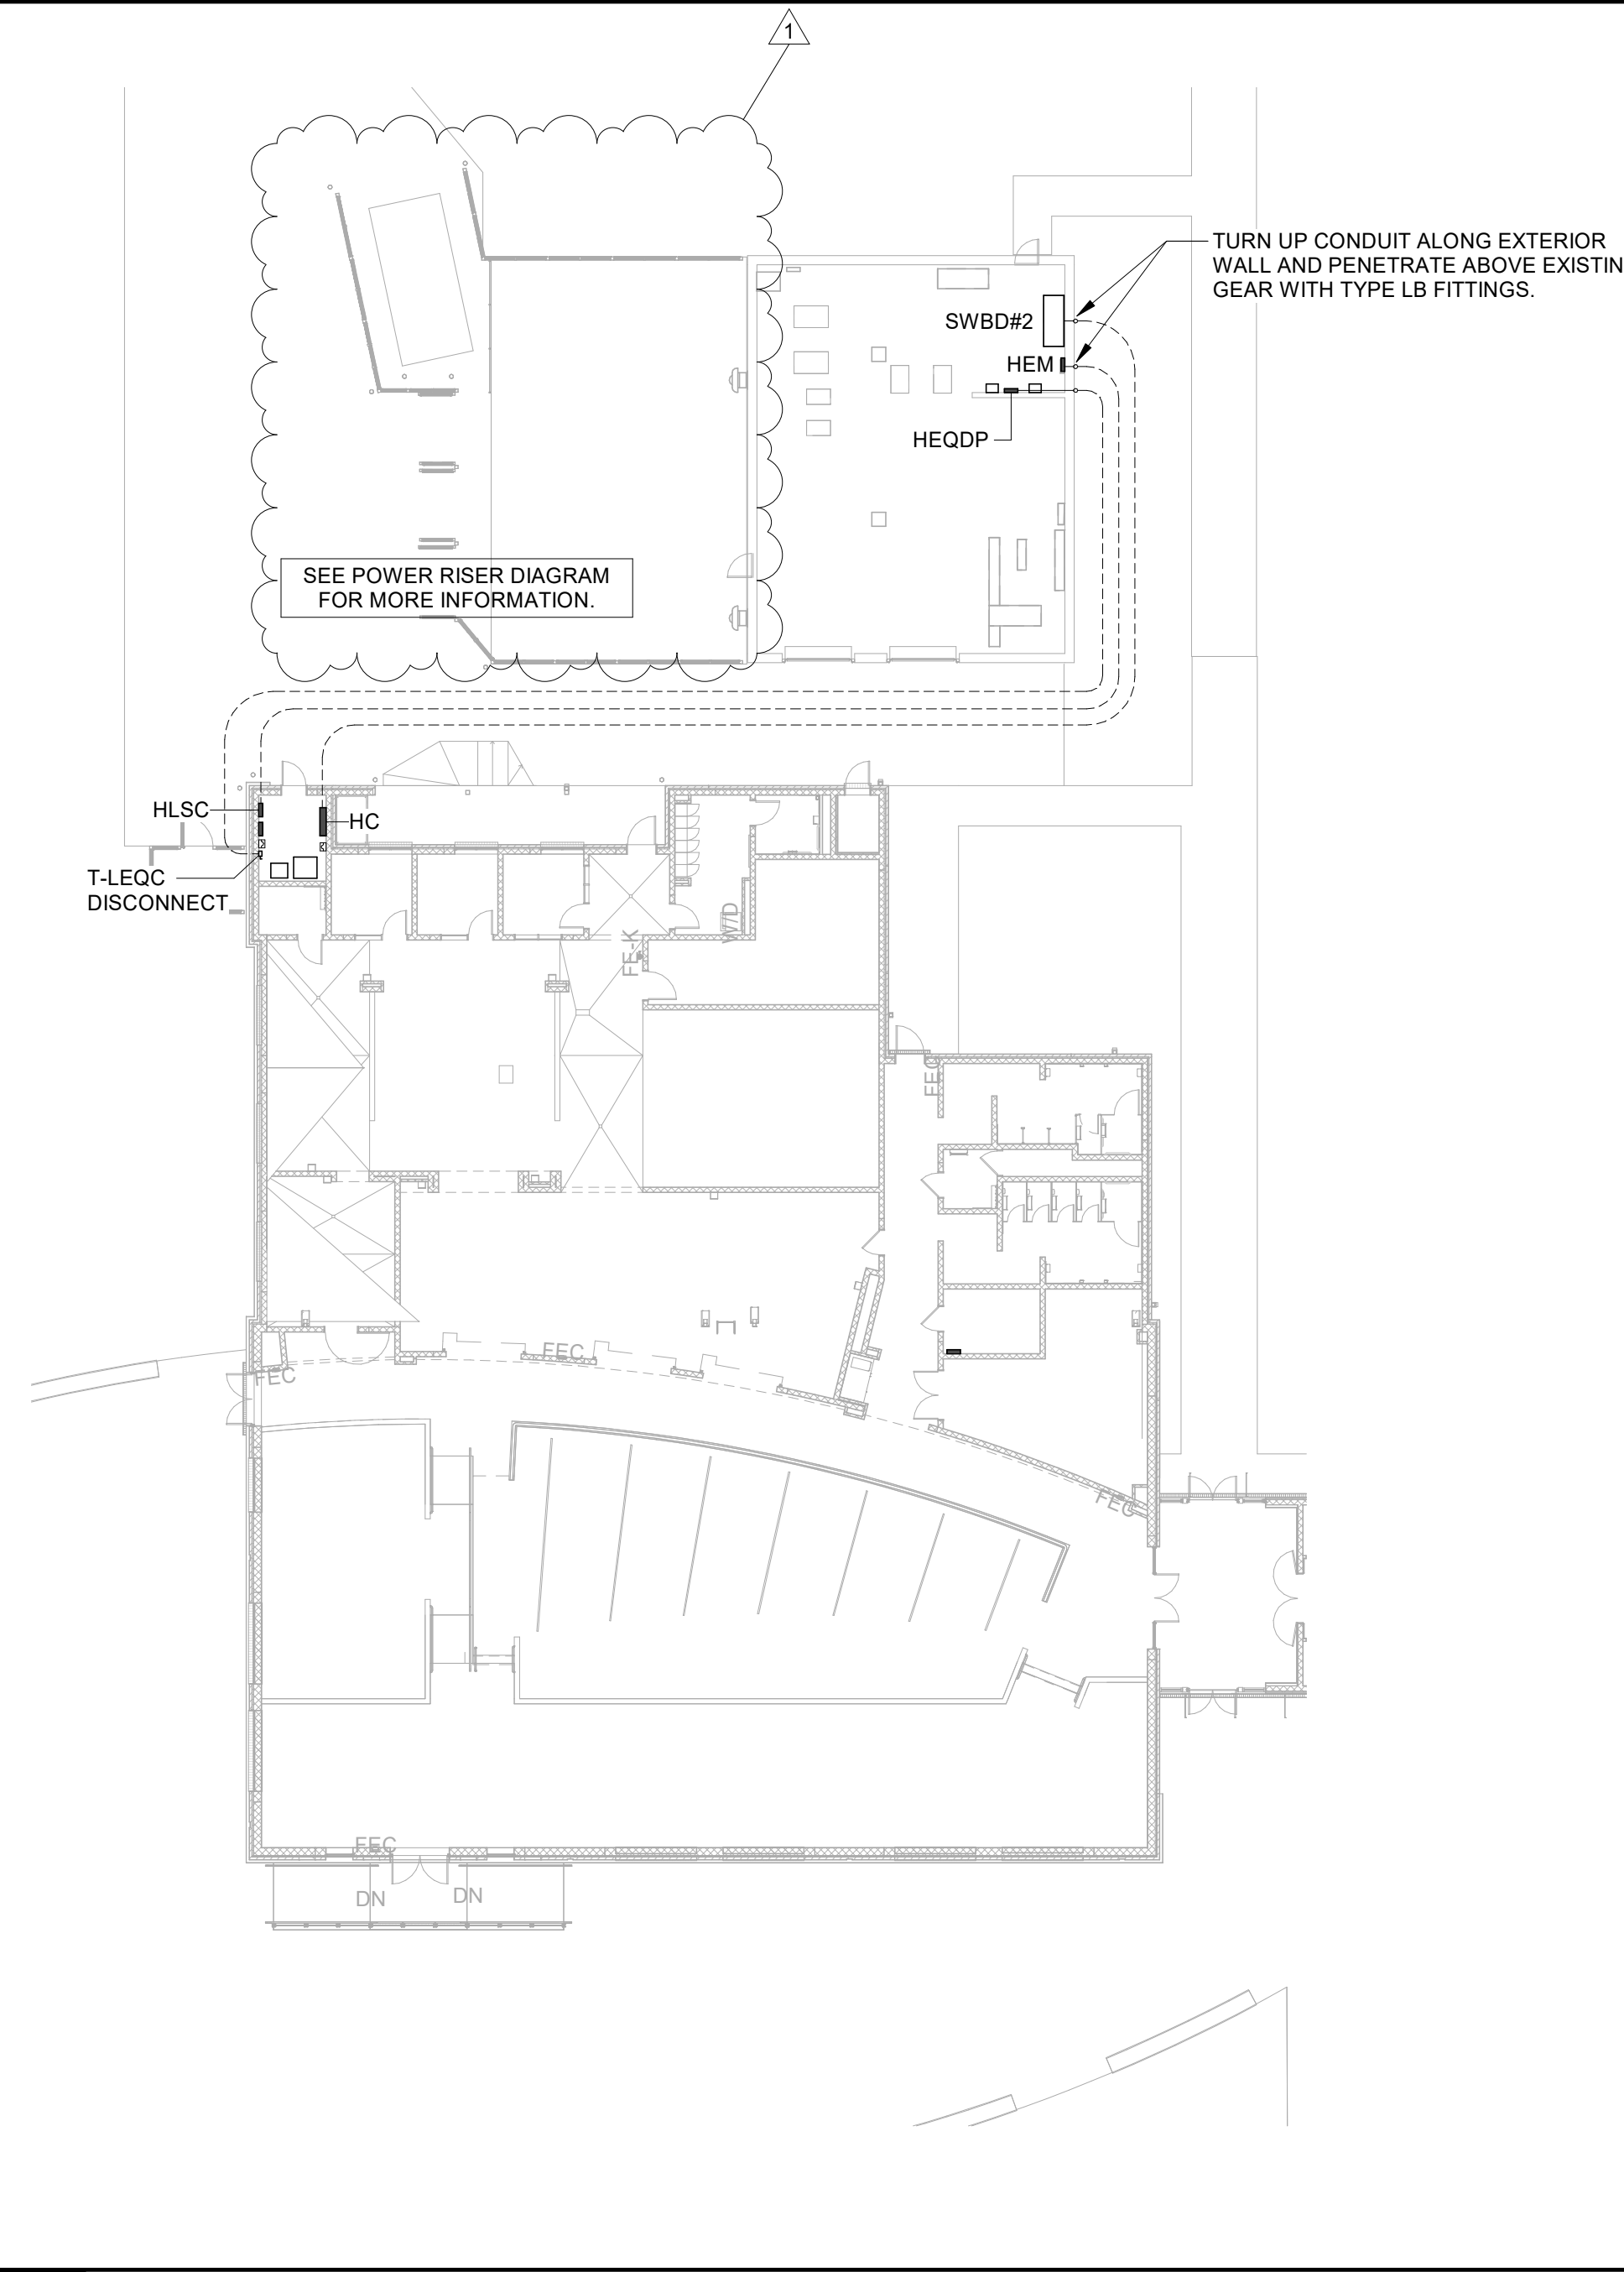 1
TURN UP CONDUIT ALONG EXTERIOR
WALL AND PENETRATE ABOVE EXISTIN
GEAR WITH TYPE LB FITTINGS.
SWBD#2
HEM
HEQDP
SEE POWER RISER DIAGRAM
FOR MORE INFORMATION.
HLSC
HC
T-LEQC
DISCONNECT
W/D
FE-K
FEC
FEC
FEC
FEC
FEC
DN
DN